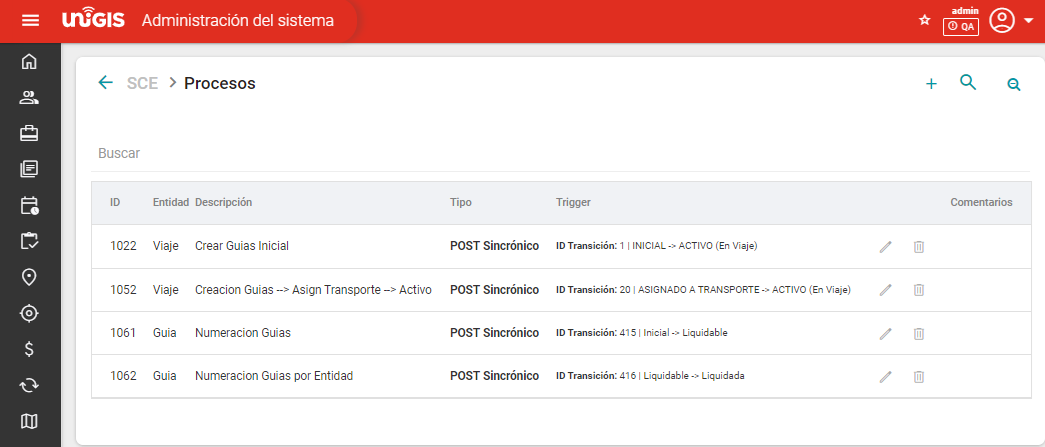 admin
UNIGIS Administración del sistema
QA
SCE > Procesos
Buscar
ID Entidad Descripción Tipo Trigger Comentarios
1022 Viaje Crear Guias Inicial POST Sincrónico ID Transición: 1 | INICIAL -> ACTIVO (En Viaje)
1052 Viaje Creacion Guias --> Asign Transporte --> Activo POST Sincrónico ID Transición: 20 | ASIGNADO A TRANSPORTE -> ACTIVO (En Viaje)
1061 Guia Numeracion Guias POST Sincrónico ID Transición: 415 | Inicial -> Liquidable
1062 Guia Numeracion Guias por Entidad POST Sincrónico ID Transición: 416 | Liquidable -> Liquidada